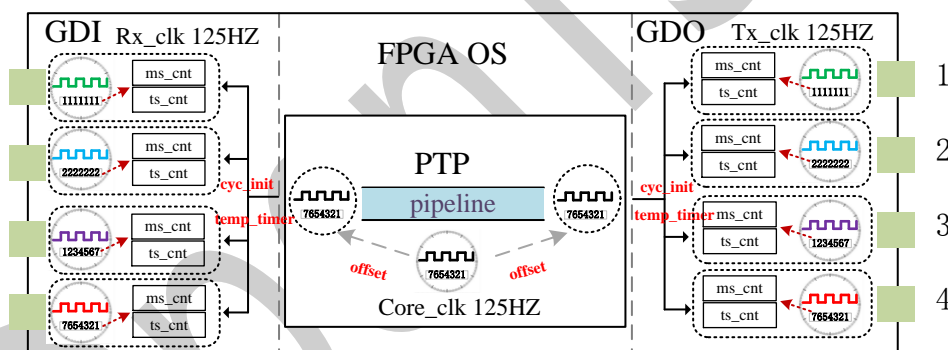 GDI Rx_clk 125HZ
1111111
ms_cnt
ts_cnt
2222222
ms_cnt
ts_cnt
1234567
ms_cnt
ts_cnt
7654321
ms_cnt
ts_cnt
cyc_init
temp_timer
FPGA OS
PTP
7654321
pipeline
7654321
offset
7654321
offset
Core_clk 125HZ
GDO Tx_clk 125HZ
cyc_init
temp_timer
ms_cnt
ts_cnt
1111111
1
ms_cnt
ts_cnt
2222222
2
ms_cnt
ts_cnt
1234567
3
ms_cnt
ts_cnt
7654321
4